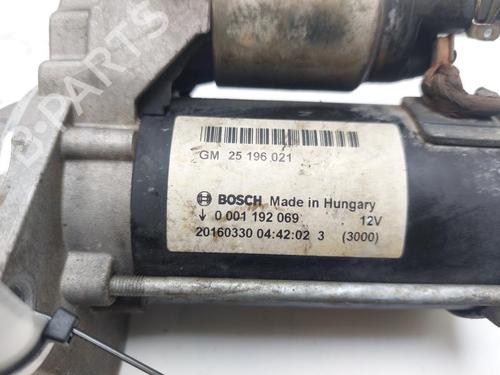 B-PARTS
GM 25 196 021
BOSCH Made in Hungary
↓ 0 001 192 069 12V
20160330 04:42:02 3 (3000)